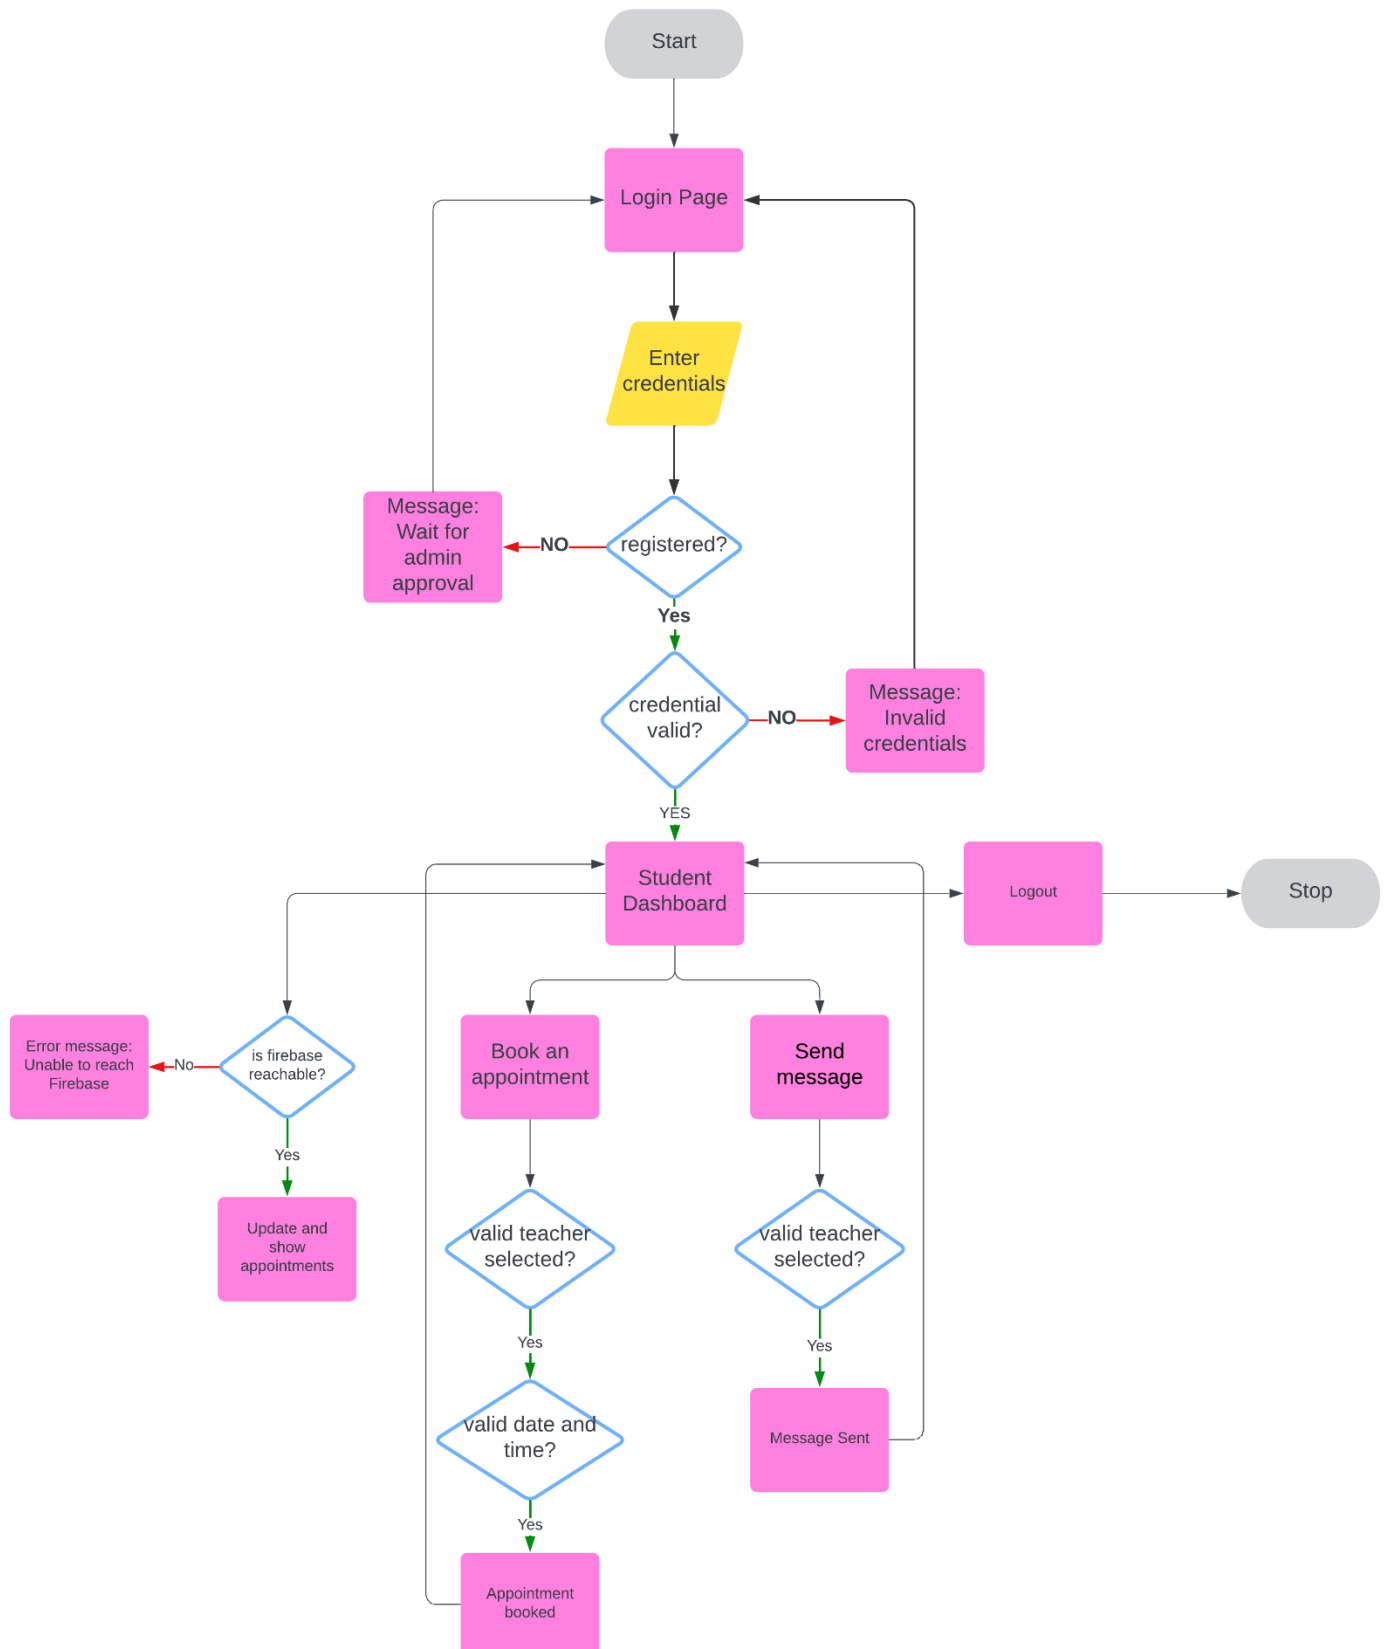 Start
Login Page
Enter
credentials
registered?
NO
Message:
Wait for
admin
approval
Yes
credential
valid?
NO
Message:
Invalid
credentials
YES
Student
Dashboard
Logout
Stop
Error message:
Unable to reach
Firebase
No
is firebase
reachable?
Book an
appointment
Send
message
Yes
Update and
show
appointments
valid teacher
selected?
valid teacher
selected?
Yes
Yes
valid date and
time?
Message Sent
Yes
Appointment
booked